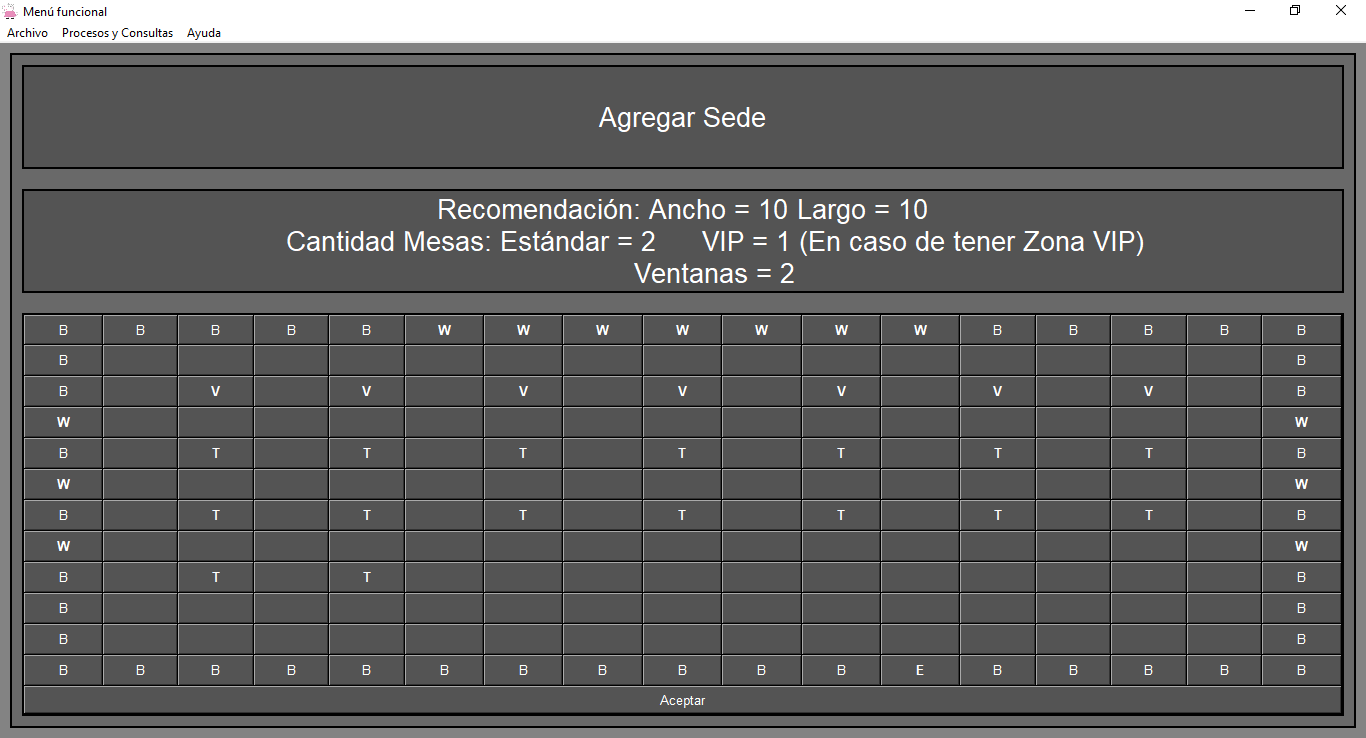 Menú funcional
Archivo Procesos y Consultas Ayuda
Agregar Sede
Recomendación: Ancho = 10 Largo = 10
Cantidad Mesas: Estándar = 2 VIP = 1 (En caso de tener Zona VIP)
Ventanas = 2
B B B B B W W W W W W W B B B B B
B B
B V V V V V V V B
W W
B T T T T T T T B
W W
B T T T T T T T B
W W
B T T B
B B
B B
B B B B B B B B B B B E B B B B B
Aceptar